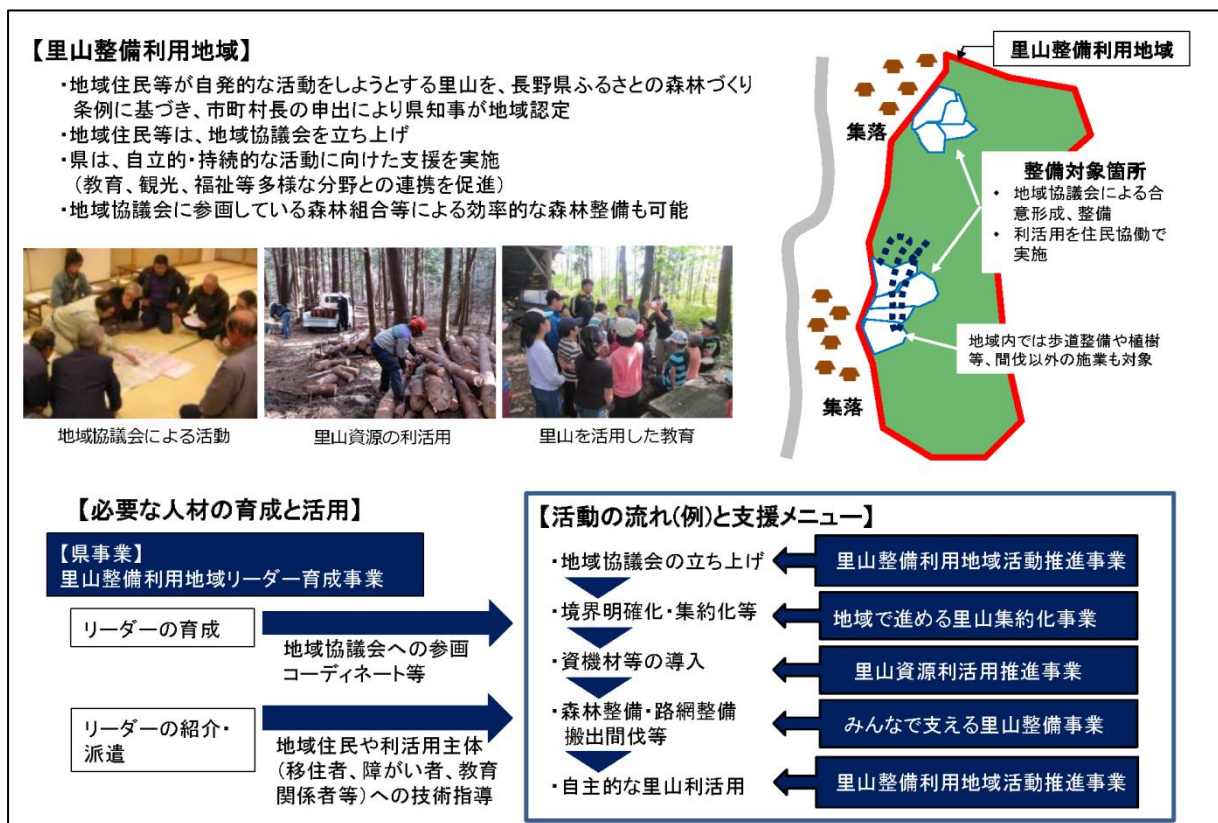 【里山整備利用地域】
・地域住民等が自発的な活動をしようとする里山を、長野県ふるさとの森林づくり
条例に基づき、市町村長の申出により県知事が地域認定
・地域住民等は、地域協議会を立ち上げ
・県は、自立的・持続的な活動に向けた支援を実施
（教育、観光、福祉等多様な分野との連携を促進）
・地域協議会に参画している森林組合等による効率的な森林整備も可能
地域協議会による活動
里山資源の利活用
里山を活用した教育
里山整備利用地域
集落
整備対象箇所
• 地域協議会による合
意形成、整備
• 利活用を住民協働で
実施
地域内では歩道整備や植樹
等、間伐以外の施業も対象
集落
【必要な人材の育成と活用】
【県事業】
里山整備利用地域リーダー育成事業
リーダーの育成
地域協議会への参画
コーディネート等
リーダーの紹介・
派遣
地域住民や利活用主体
（移住者、障がい者、教育
関係者等）への技術指導
【活動の流れ(例)と支援メニュー】
・地域協議会の立ち上げ
里山整備利用地域活動推進事業
・境界明確化・集約化等
地域で進める里山集約化事業
・資機材等の導入
里山資源利活用推進事業
・森林整備・路網整備
搬出間伐等
みんなで支える里山整備事業
・自主的な里山利活用
里山整備利用地域活動推進事業